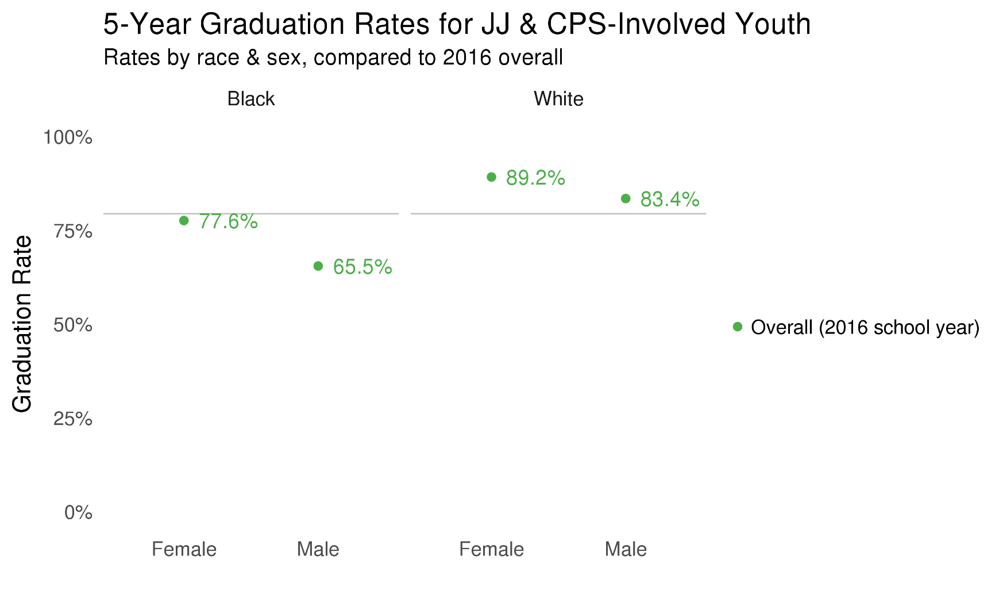 5-Year Graduation Rates for JJ & CPS-Involved Youth
Rates by race & sex, compared to 2016 overall
Black
White
100%
75%
50%
25%
0%
Graduation Rate
77.6%
65.5%
89.2%
83.4%
Female
Male
Female
Male
Overall (2016 school year)